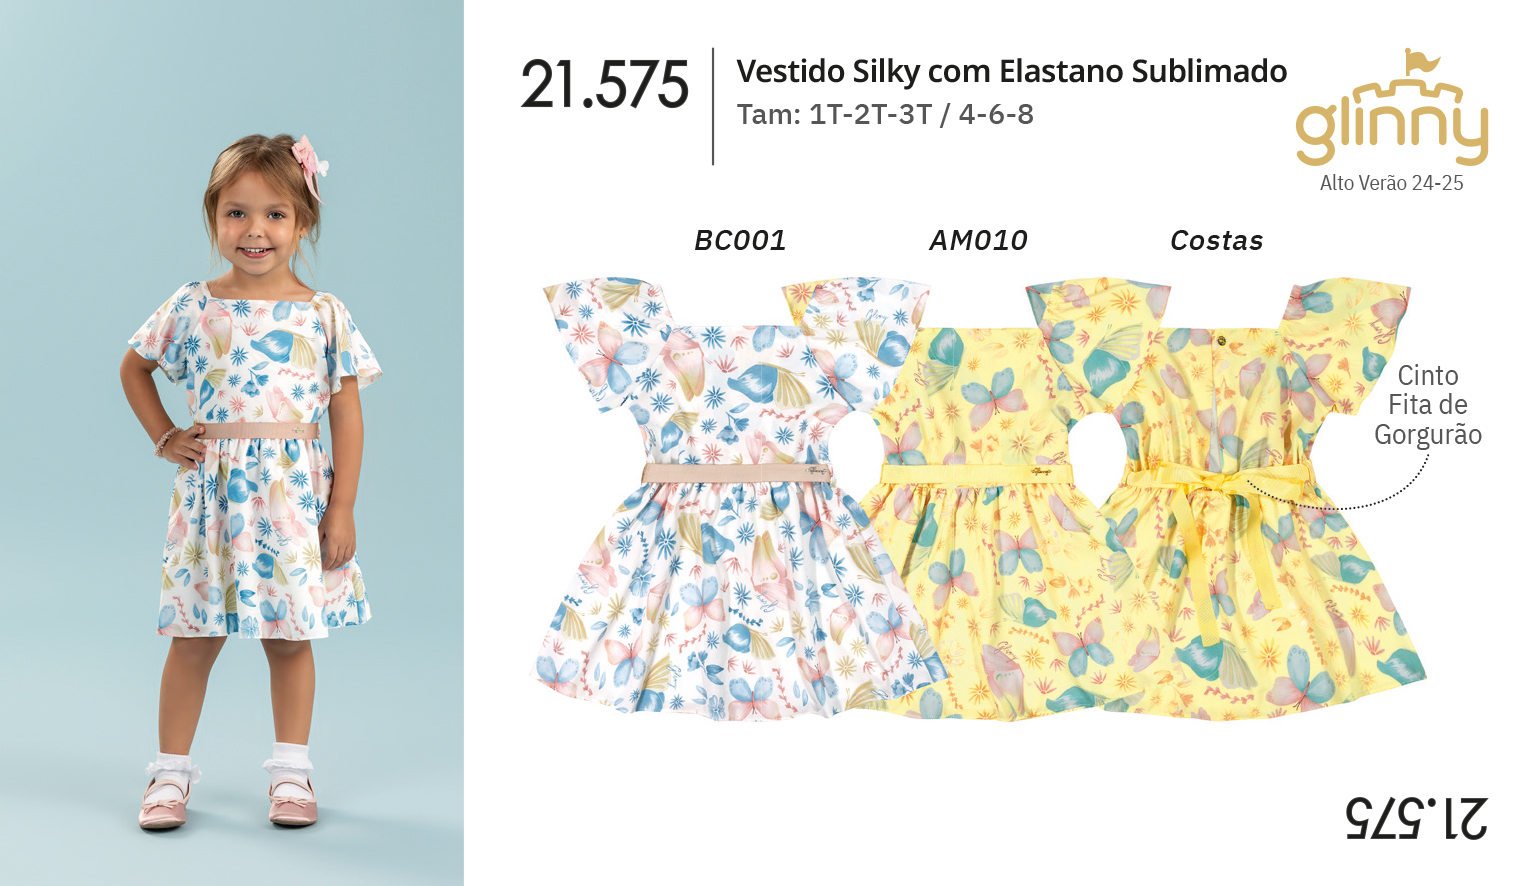 21.575
Vestido Silky com Elastano Sublimado
Tam: 1T-2T-3T / 4-6-8
glinny
Alto Verão 24-25
BC001
AM010
Costas
Cinto
Fita de
Gorgurão
21.575